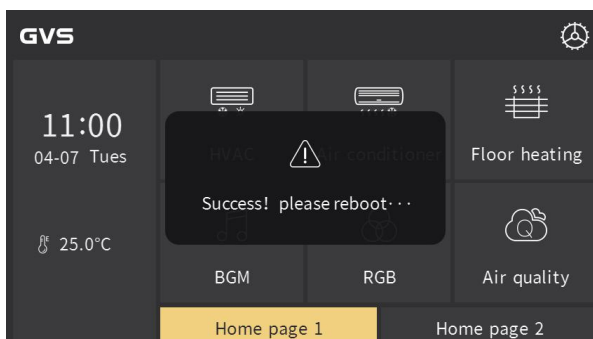 GVS
11:00
04-07 Tues
25.0°C
HVAC
Air conditioner
Floor heating
Success! please reboot···
BGM
RGB
Air quality
Home page 1
Home page 2